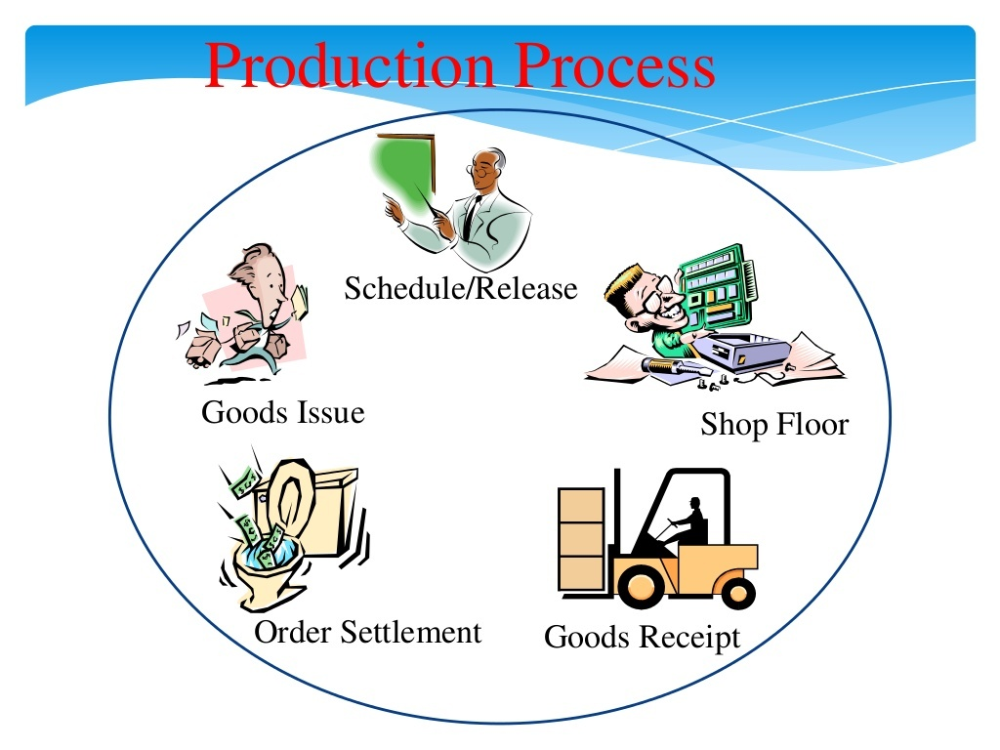 Production Process
Schedule/Release
Goods Issue
Shop Floor
Order Settlement
Goods Receipt